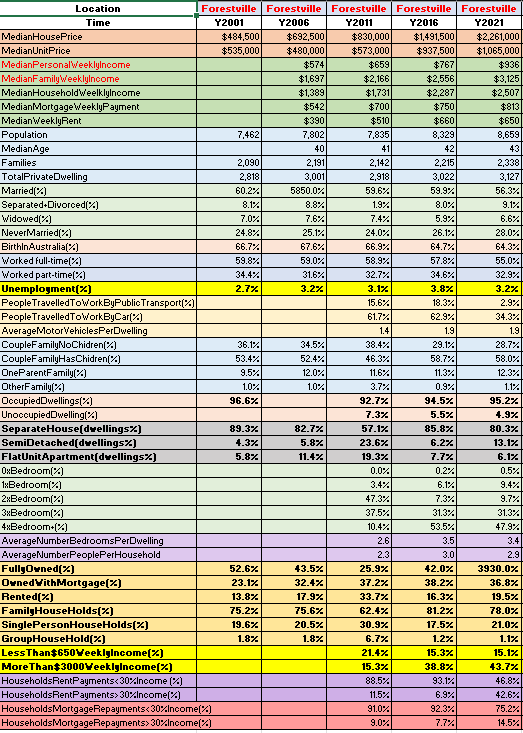 Location Forestville Forestville Forestville Forestville Forestville
Time Y2001 Y2006 Y2011 Y2016 Y2021
MedianHousePrice $484,500 $692,500 $830,000 $1,491,500 $2,261,000
MedianUnitPrice $535,000 $480,000 $573,000 $937,500 $1,065,000
MedianPersonalWeeklyIncome $574 $659 $767 $936
MedianFamilyWeeklyIncome $1,697 $2,166 $2,556 $3,125
MedianHouseholdWeelklyIncome $1,389 $1,731 $2,287 $2,507
MedianMortgageWeeklyPayment $542 $700 $750 $813
MedianWeeklyRent $390 $510 $660 $650
Population 7,462 7,802 7,835 8,329 8,659
MedianAge 40 41 42 43
Families 2,090 2,191 2,142 2,215 2,338
TotalPrivateDwelling 2,818 3,001 2,918 3,022 3,127
Married(%) 60.2% 5850.0% 59.6% 59.9% 56.3%
Separated+Divorced(%) 8.1% 8.8% 1.9% 8.0% 9.1%
Widowed(%) 7.0% 7.6% 7.4% 5.9% 6.6%
NeverMarried(%) 24.8% 25.1% 24.0% 26.1% 28.0%
BirthInAustralia(%) 66.7% 67.6% 66.9% 64.7% 64.3%
Worked full-time(%) 59.8% 59.0% 58.9% 57.8% 55.0%
Worked part-time(%) 34.4% 31.6% 32.7% 34.6% 32.9%
Unemployment(%) 2.7% 3.2% 3.1% 3.8% 3.2%
PeopleTravelledToWorkByPublicTransport(%) 15.6% 18.3% 2.9%
PeopleTravelledToWorkByCar(%) 61.7% 62.9% 34.3%
AverageMotorVehiclesPerDwelling 1.4 1.9 1.9
CoupleFamilyNoChidren(%) 36.1% 34.5% 38.4% 29.1% 28.7%
CoupleFamilyHasChidren(%) 53.4% 52.4% 46.3% 58.7% 58.0%
OneParentFamily(%) 9.5% 12.0% 11.6% 11.3% 12.3%
OtherFamily(%) 1.0% 1.0% 3.7% 0.9% 1.1%
OccupiedDwellings(%) 96.6% 92.7% 94.5% 95.2%
UnoccupiedDwelling(%) 7.3% 5.5% 4.9%
SeparateHouse(dwellings%) 89.3% 82.7% 57.1% 85.8% 80.3%
SemiDetached(dwellings%) 4.3% 5.8% 23.6% 6.2% 13.1%
FlatUnitApartment(dwellings%) 5.8% 11.4% 19.3% 7.7% 6.1%
0xBedroom(%) 0.0% 0.2% 0.5%
1xBedroom(%) 3.4% 6.1% 9.4%
2xBedroom(%) 47.3% 7.3% 9.7%
3xBedroom(%) 37.5% 31.3% 31.3%
4xBedroom+(%) 10.4% 53.5% 47.9%
AverageNumberBedroomsPerDwelling 2.6 3.5 3.4
AverageNumberPeoplePerHousehold 2.3 3.0 2.9
FullyOwned(%) 52.6% 43.5% 25.9% 42.0% 3930.0%
OwnedWithMortgage(%) 23.1% 32.4% 37.2% 38.2% 36.8%
Rented(%) 13.8% 17.9% 33.7% 16.3% 19.5%
FamilyHouseHolds(%) 75.2% 75.6% 62.4% 81.2% 78.0%
SinglePersonHouseHolds(%) 19.6% 20.5% 30.9% 17.5% 21.0%
GroupHouseHold(%) 1.8% 1.8% 6.7% 1.2% 1.1%
LessThan$650WeeklyIncome(%) 21.4% 15.3% 15.1%
MoreThan$3000WeeklyIncome(%) 15.3% 38.8% 43.7%
HouseholdsRentPayments<30%Income (%) 88.5% 93.1% 46.8%
HouseholdsRentPayments>30%Income(%) 11.5% 6.9% 42.6%
HouseholdsMortgageRepayments<30%Income(%) 91.0% 92.3% 75.2%
HouseholdsMortgageRepayments>30%Income(%) 9.0% 7.7% 14.5%